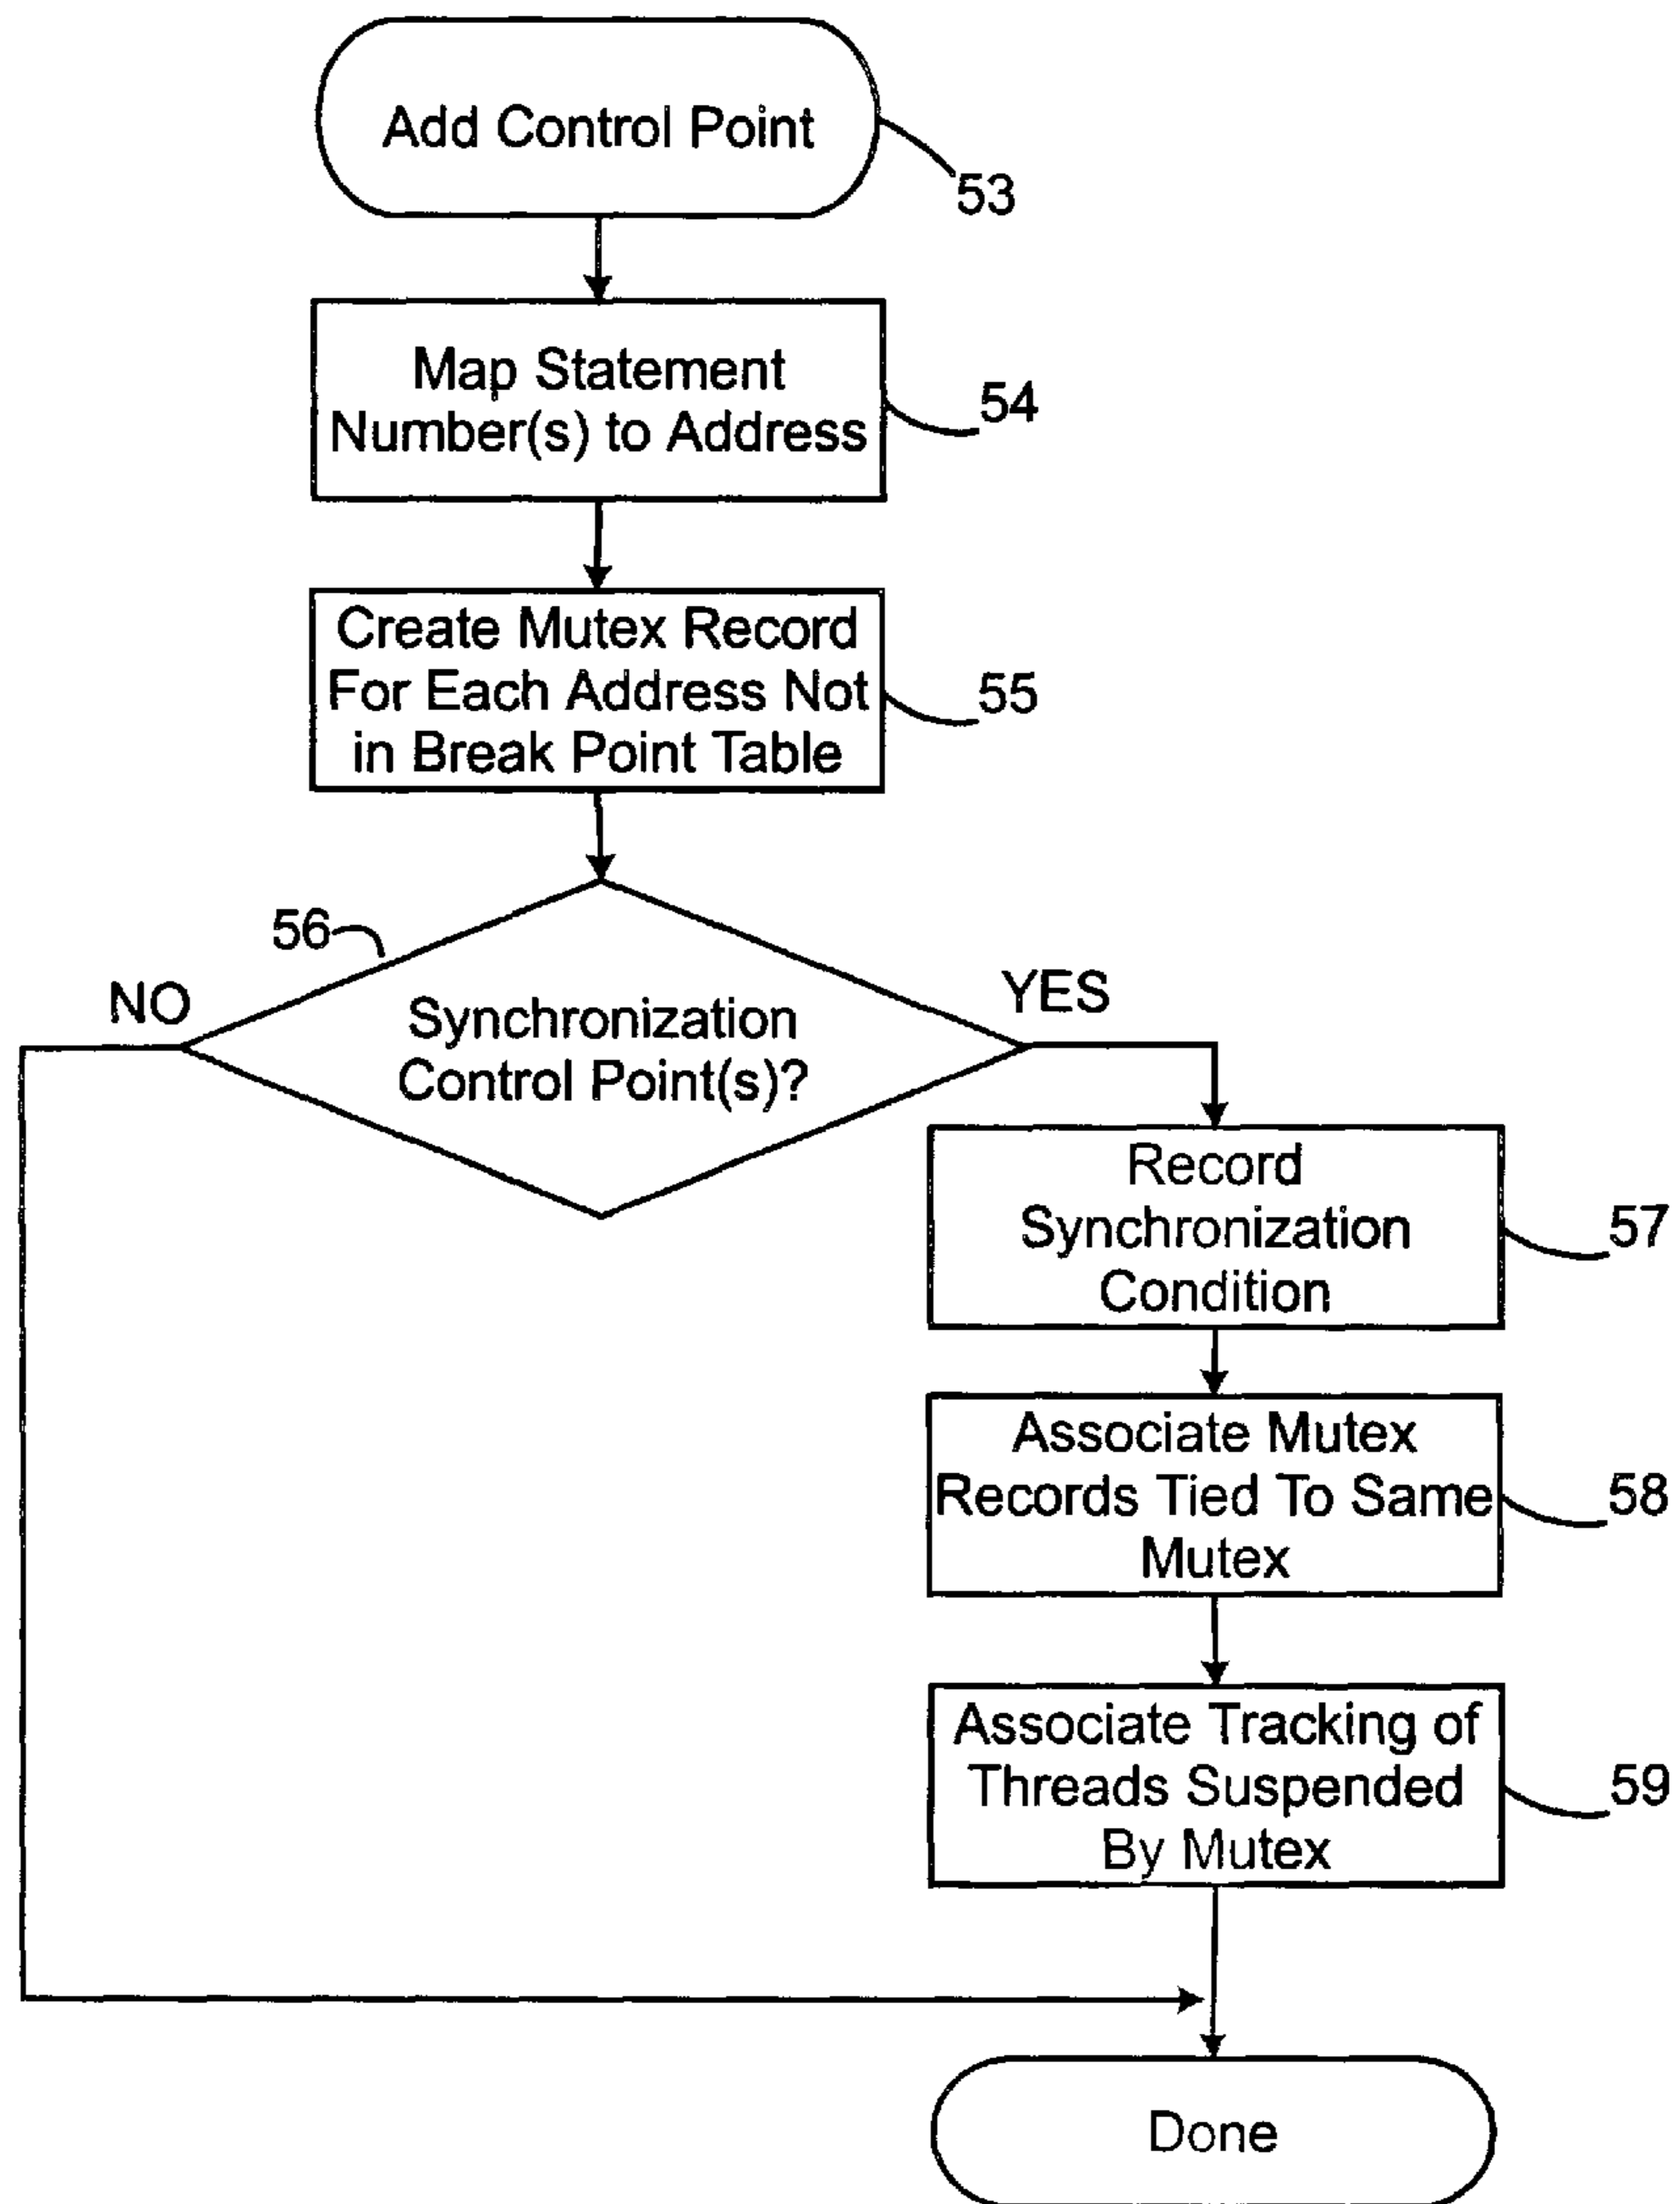 Add Control Point
53
Map Statement
Number(s) to Address
54
Create Mutex Record
For Each Address Not
in Break Point Table
55
56
NO
YES
Synchronization
Control Point(s)?
Record
Synchronization
Condition
57
Associate Mutex
Records Tied To Same
Mutex
58
Associate Tracking of
Threads Suspended
By Mutex
59
Done